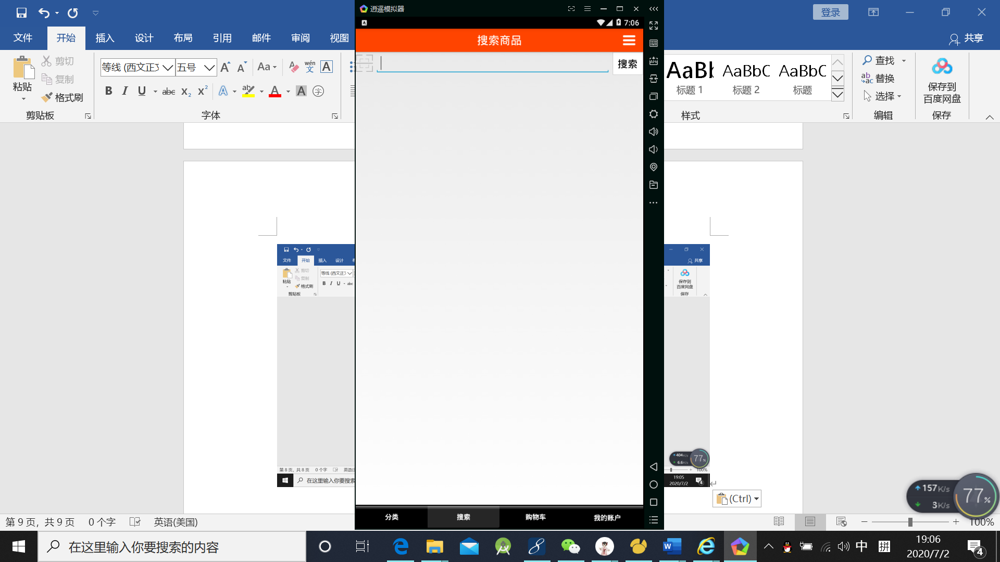 逍遥模拟器
登录
7:06
文件 开始 插入 设计 布局 引用 邮件 审阅 视图
搜索商品
共享
粘贴
剪切
复制
格式刷
剪贴板
等线 (西文正文
五号
Aa
wén
文
A
B I U abc X₂ X² A ab A A 字
字体
搜索
AaBb
标题 1
AaBbC
标题 2
AaBbC
标题
样式
查找
替换
选择
编辑
保存到
百度网盘
保存
文件 开始 插入 设计
共享
粘贴
剪切
复制
格式刷
剪贴板
等线 (西文正文
B I U abc
保存到
百度网盘
保存
404K/s
6.6K/s
77%
第 8 页，共 8 页 0 个字
100%
在这里输入你要搜索
19:05
2020/7/2
4
(Ctrl)
157K/s
3K/s
77%
分类 搜索 购物车 我的账户
第 9 页，共 9 页 0 个字 英语(美国)
100%
在这里输入你要搜索的内容
中 拼
19:06
2020/7/2
4